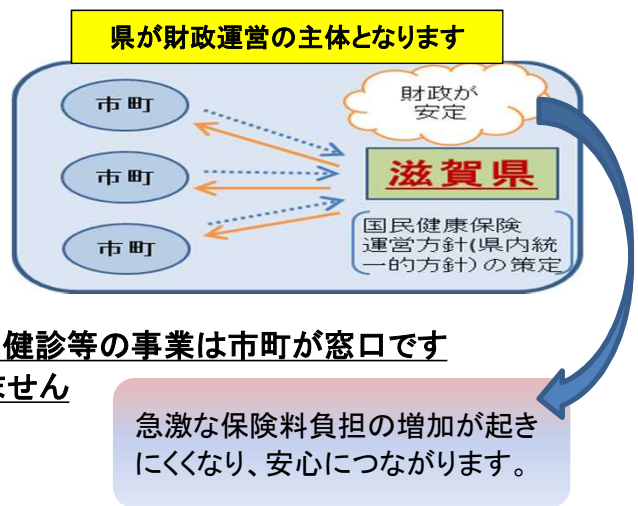 県が財政運営の主体となります
市町
市町
市町
財政が
安定
滋賀県
国民健康保険
運営方針(県内統
一的方針)の策定
健診等の事業は市町が窓口です
ません
急激な保険料負担の増加が起き
にくくなり、安心につながります。